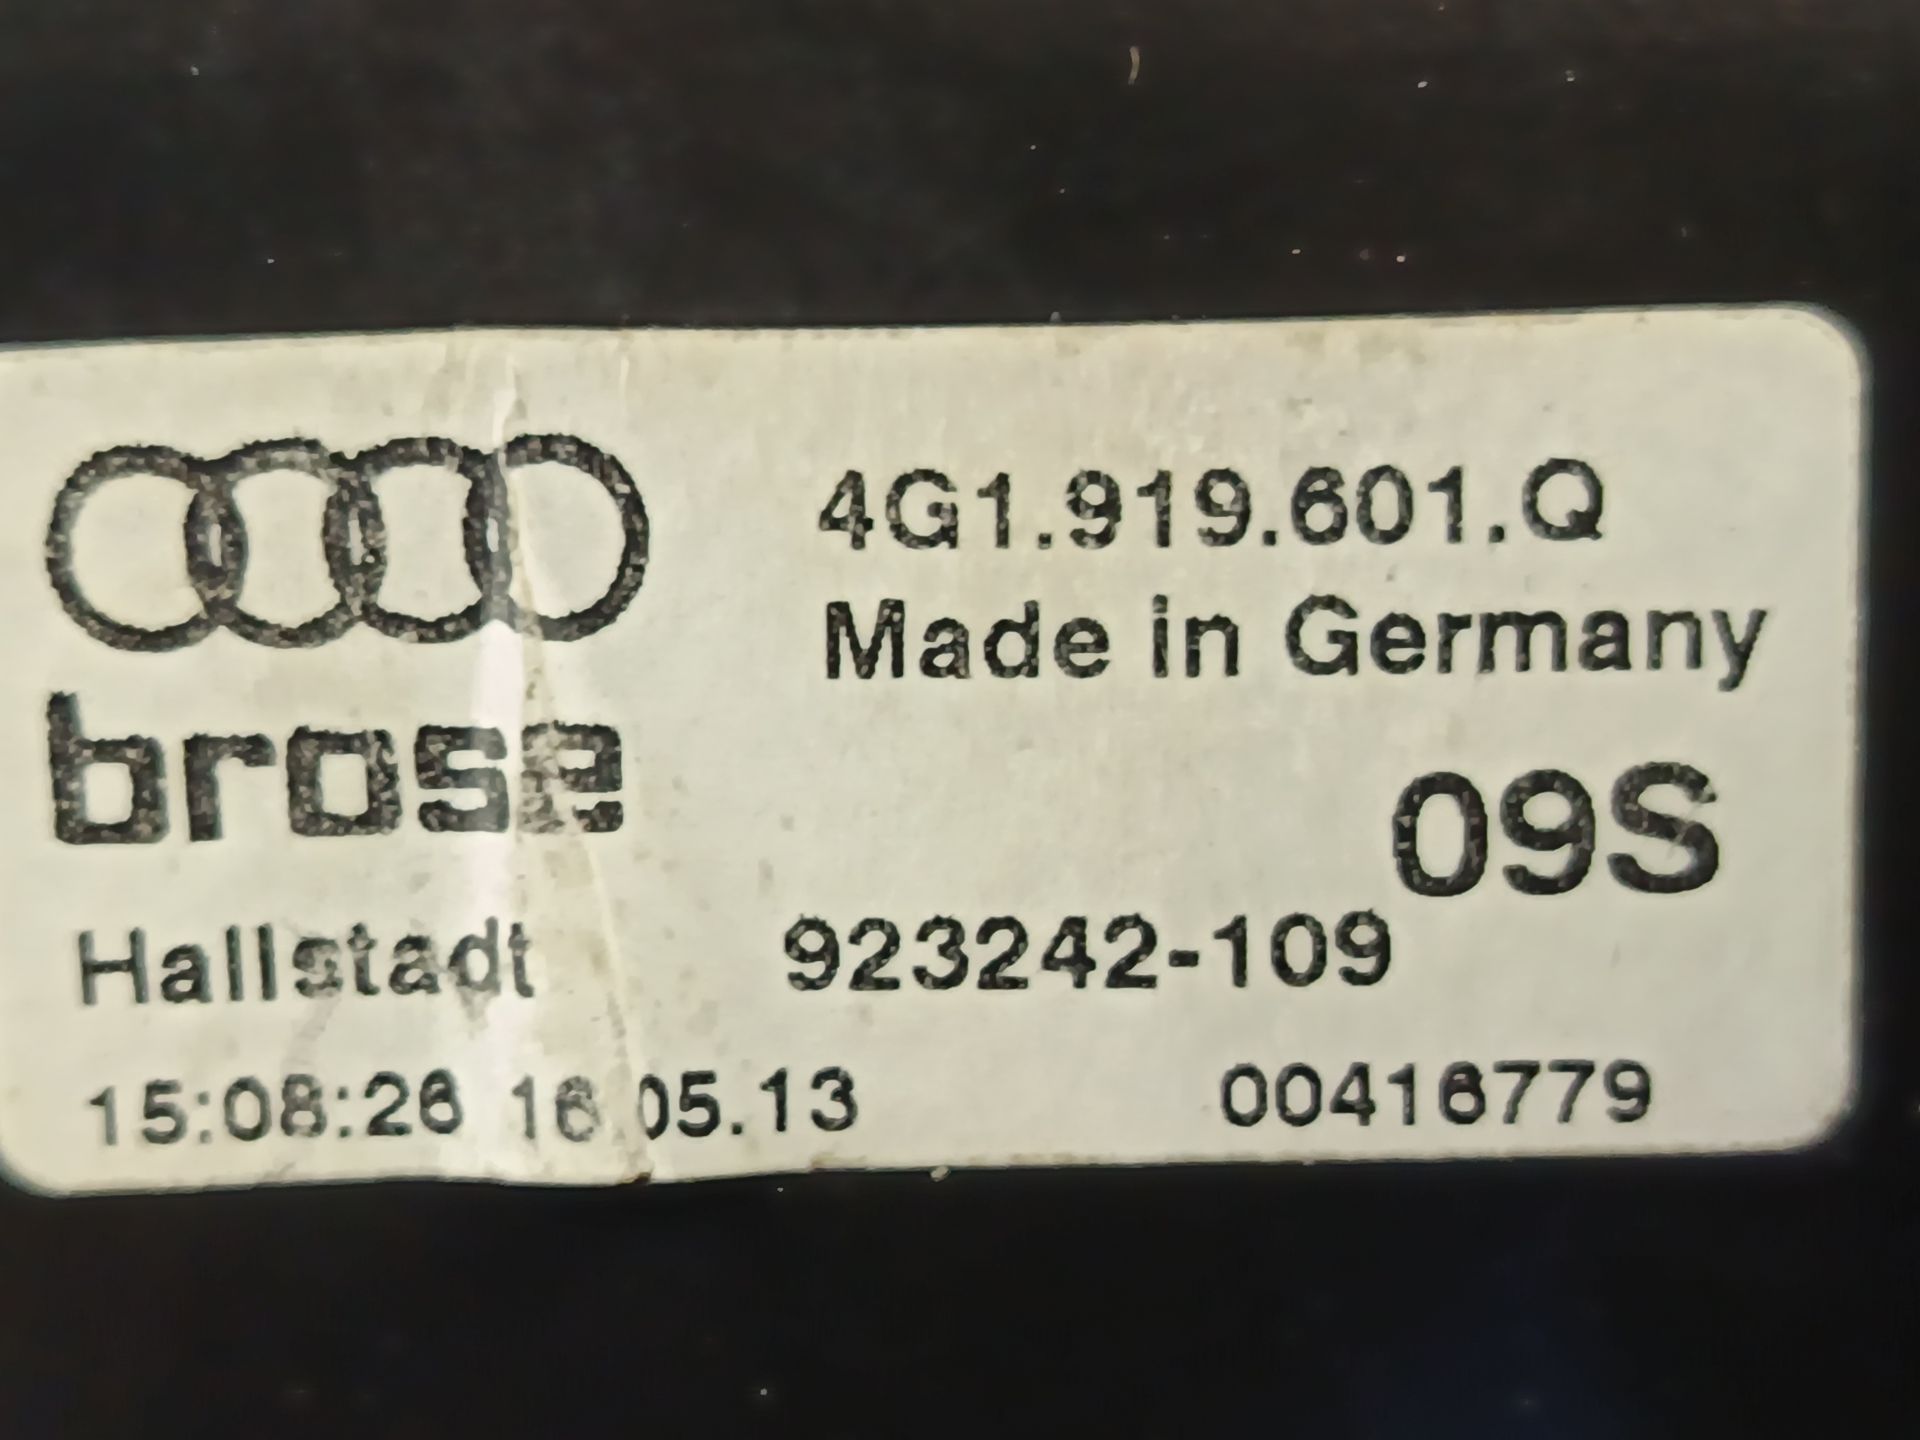 4G1.919.601.Q
Made in Germany
brose
09S
Hallstadt 923242-109
15:08:26 16.05.13 00416779